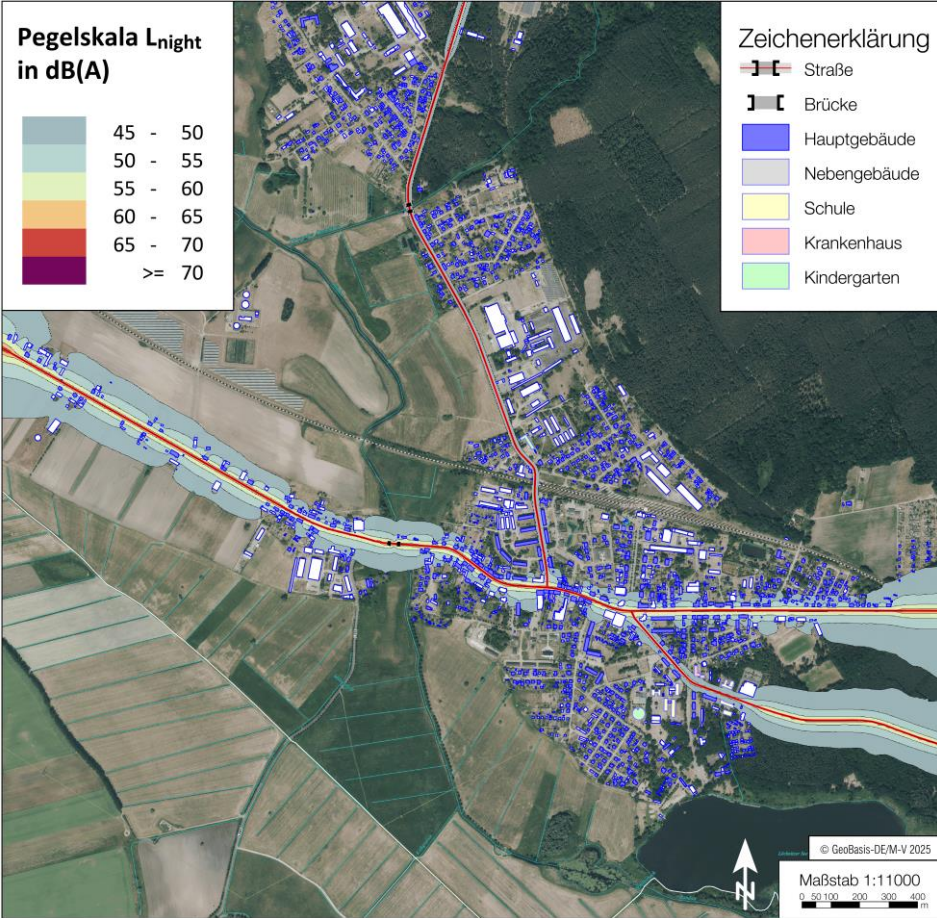 Pegelskala Lnight
in dB(A)
45 - 50
50 - 55
55 - 60
60 - 65
65 - 70
>= 70
Zeichenerklärung
Straße
Brücke
Hauptgebäude
Nebengebäude
Schule
Krankenhaus
Kindergarten
N
© GeoBasis-DE/M-V 2025
Maßstab 1:11000
0 50 100 200 300 400
m